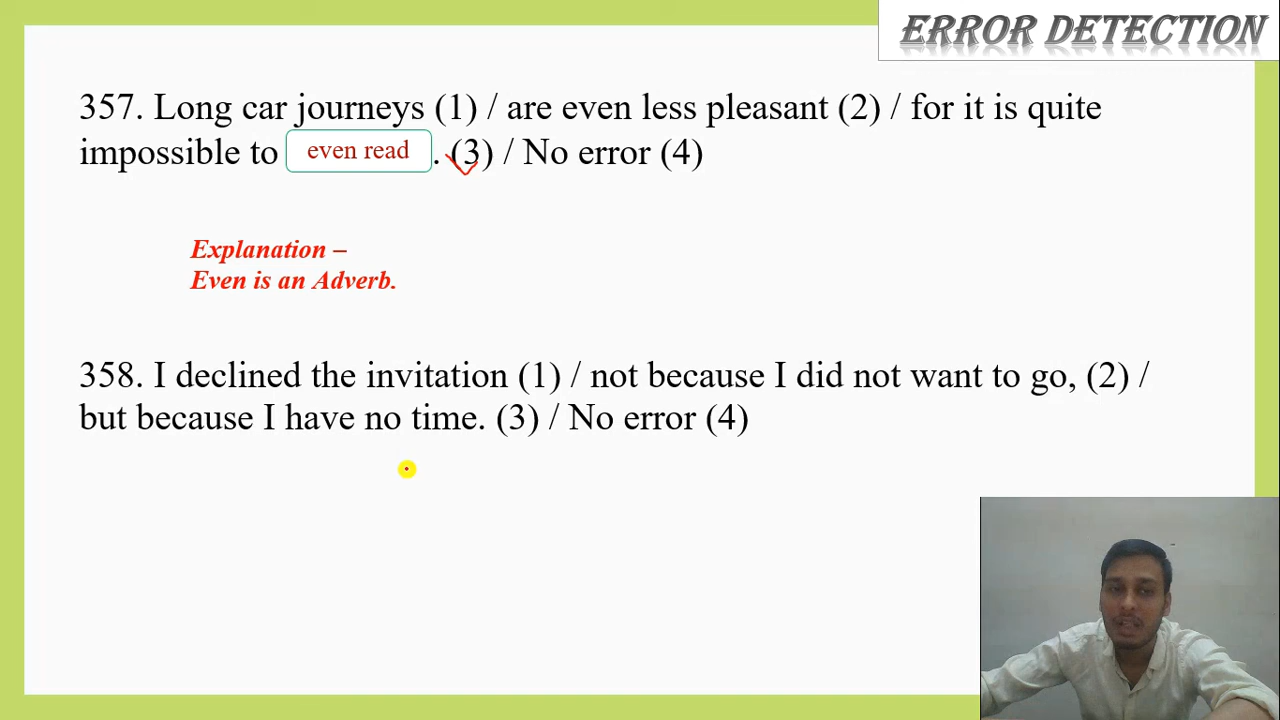 ERROR DETECTION
357. Long car journeys (1) / are even less pleasant (2) / for it is quite
impossible to even read . (3) / No error (4)
Explanation –
Even is an Adverb.
358. I declined the invitation (1) / not because I did not want to go, (2) /
but because I have no time. (3) / No error (4)